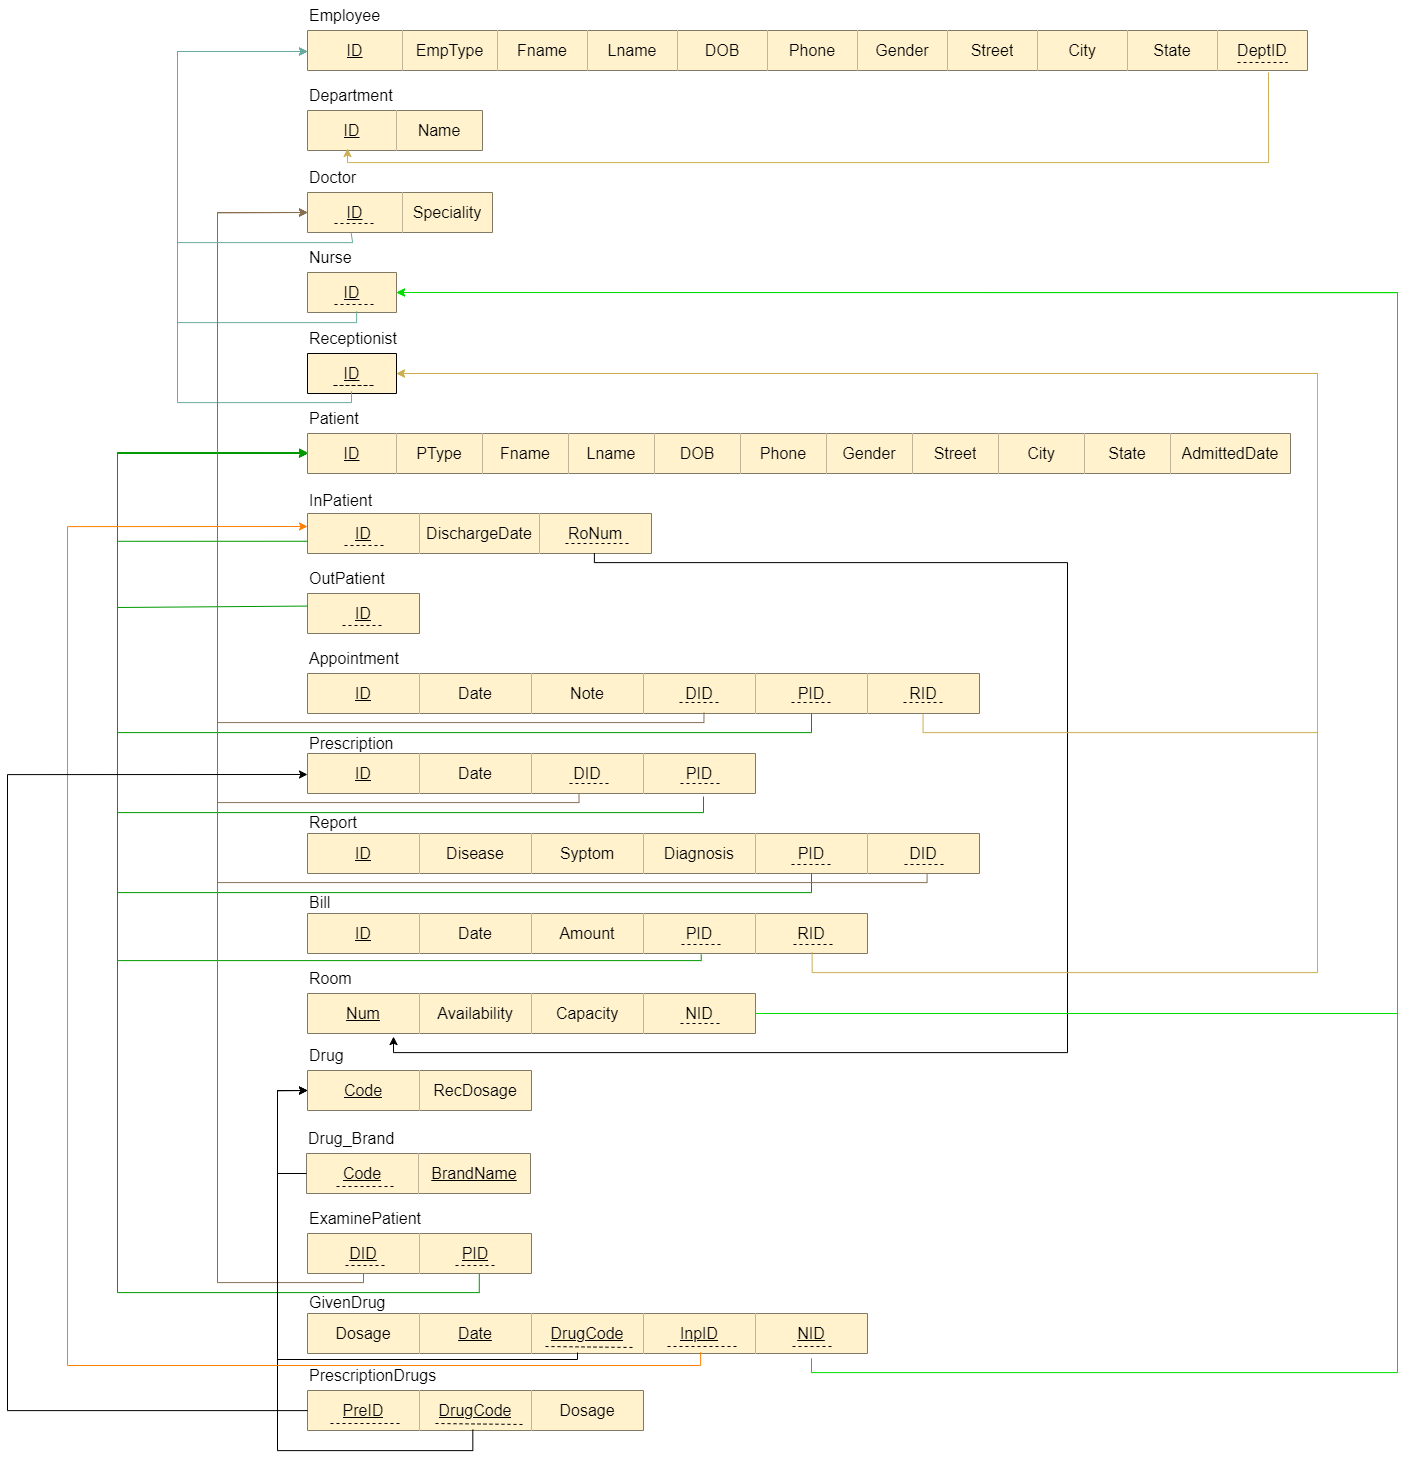 Employee
ID EmpType Fname Lname DOB Phone Gender Street City State DeptID
Department
ID Name
Doctor
ID Speciality
Nurse
ID
Receptionist
ID
Patient
ID PType Fname Lname DOB Phone Gender Street City State AdmittedDate
InPatient
ID DischargeDate RoNum
OutPatient
ID
Appointment
ID Date Note DID PID RID
Prescription
ID Date DID PID
Report
ID Disease Syptom Diagnosis PID DID
Bill
ID Date Amount PID RID
Room
Num Availability Capacity NID
Drug
Code RecDosage
Drug_Brand
Code BrandName
ExaminePatient
DID PID
GivenDrug
Dosage Date DrugCode InpID NID
PrescriptionDrugs
PreID DrugCode Dosage